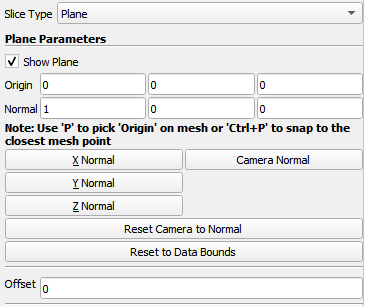 Slice Type Plane
Plane Parameters
Show Plane
Origin 0 0 0
Normal 1 0 0
Note: Use 'P' to pick 'Origin' on mesh or 'Ctrl+P' to snap to the
closest mesh point
X Normal Camera Normal
Y Normal
Z Normal
Reset Camera to Normal
Reset to Data Bounds
Offset 0